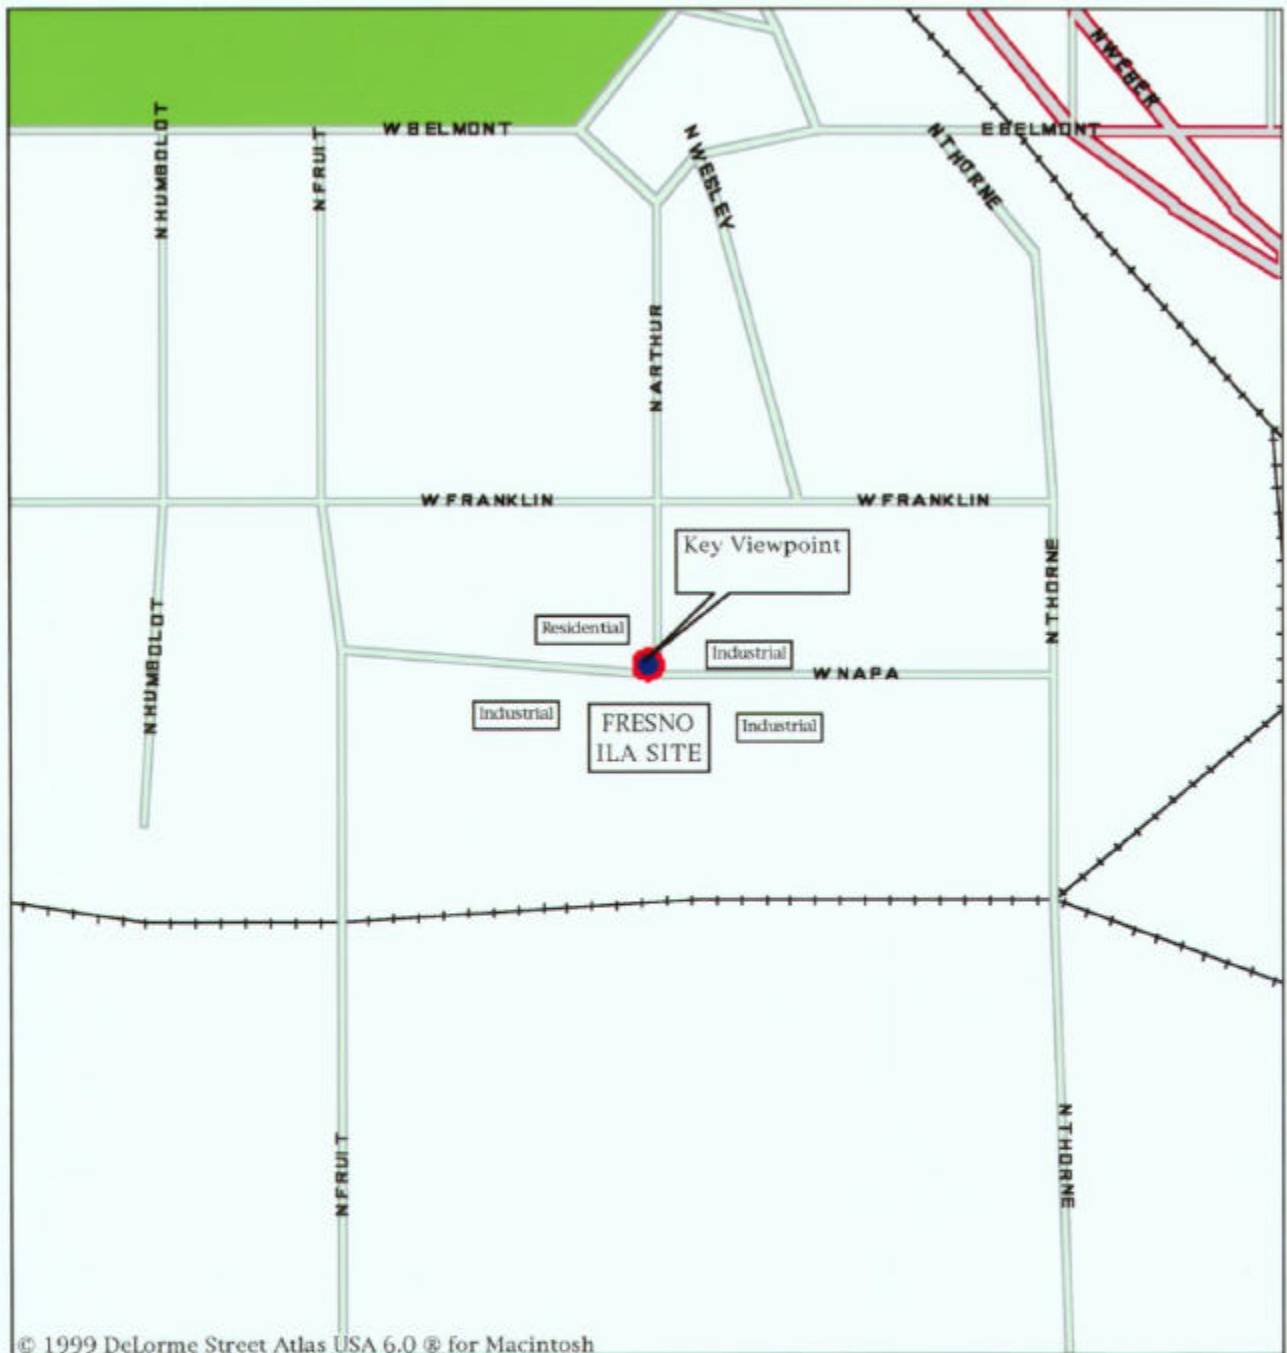 N HUMBOLDT
N FRUIT
W BELMONT
N WESLEY
N THORNE
E BELMONT
N WEBER
N ARTHUR
W FRANKLIN
W FRANKLIN
Key Viewpoint
N THORNE
N HUMBOLDT
Residential
Industrial
W NAPA
Industrial
FRESNO
ILA SITE
Industrial
N FRUIT
N THORNE
© 1999 DeLorme Street Atlas USA 6.0 ® for Macintosh